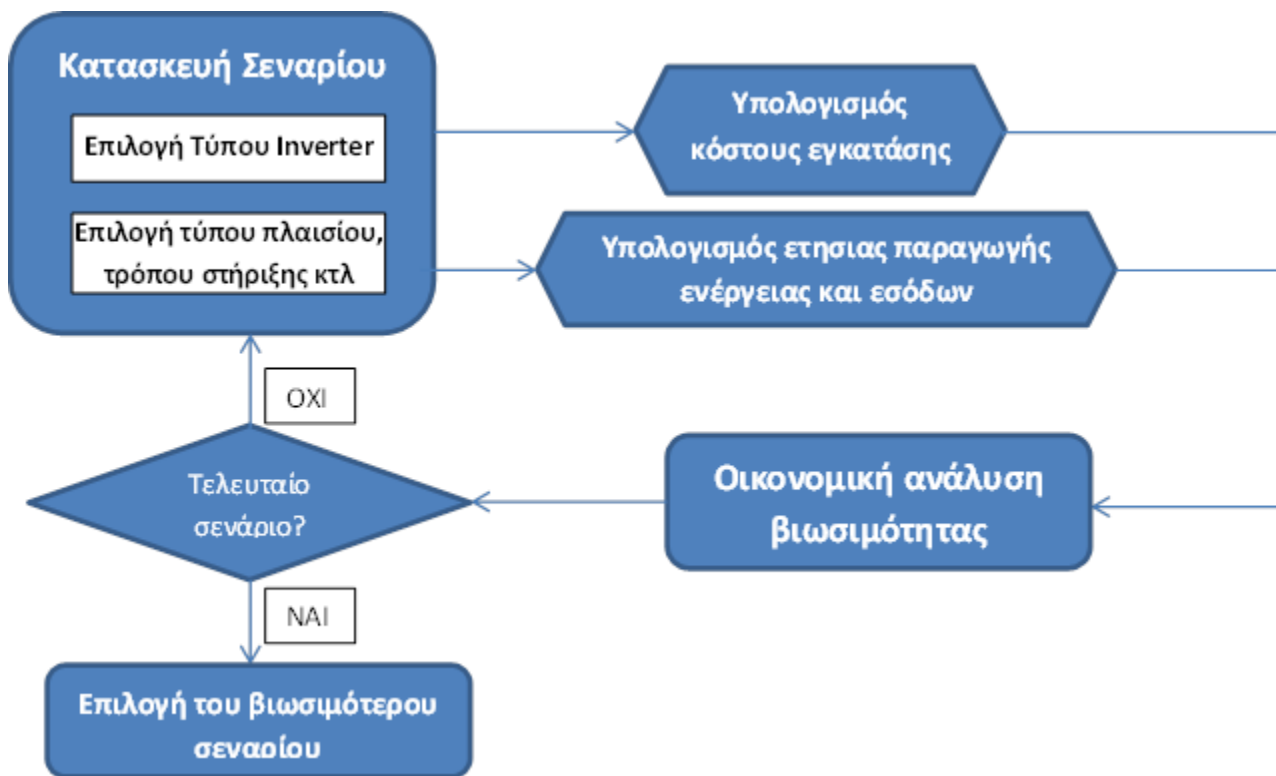 Κατασκευή Σεναρίου
Επιλογή Τύπου Inverter
Επιλογή τύπου πλαισίου,
τρόπου στήριξης κτλ
Υπολογισμός
κόστους εγκατάσης
Υπολογισμός ετησιας παραγωγής
ενέργειας και εσόδων
ΟΧΙ
Τελευταίο
σενάριο?
Οικονομική ανάλυση
βιωσιμότητας
ΝΑΙ
Επιλογή του βιωσιμότερου
σεναρίου